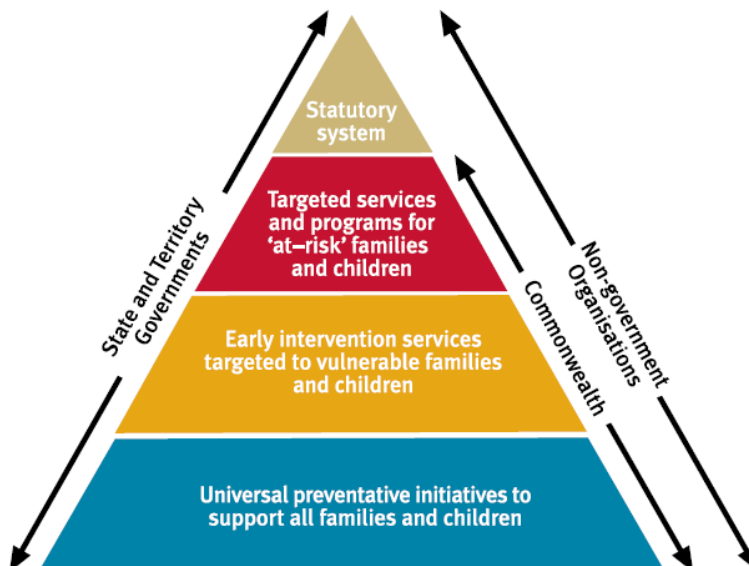 Statutory
system
Targeted services
and programs for
‘at–risk’ families
and children
Early intervention services
targeted to vulnerable families
and children
Universal preventative initiatives to
support all families and children
State and Territory
Governments
Commonwealth
Non-government
Organisations